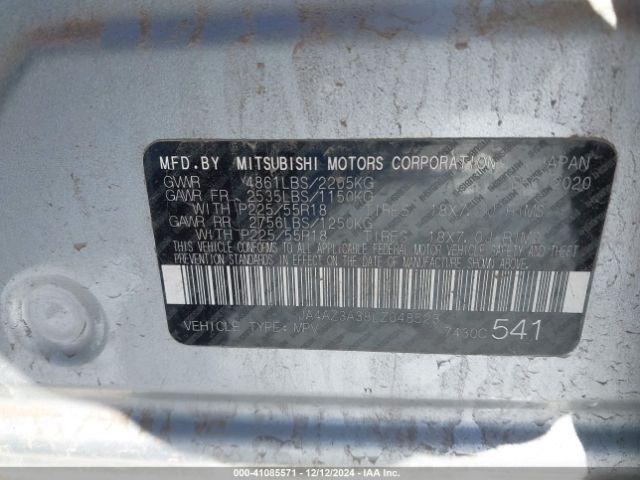 MFD.BY MITSUBISHI MOTORS CORPORATION JAPAN
GVWR 4861LBS/2205KG 2020
GAWR FR 2535LBS/1150KG
WITH P225/55R18 TIRES 18X7.0J RIMS
GAWR RR 2756LBS/1250KG
WITH P225/55R18 TIRES 18X7.0J RIMS
THIS VEHICLE CONFORMS TO ALL APPLICABLE FEDERAL MOTOR VEHICLE SAFETY AND THEFT
PREVENTION STANDARDS IN EFFECT ON THE DATE OF MANUFACTURE SHOWN ABOVE.
VEHICLE TYPE: MPV 7430C 541
000-41085571 - 12/12/2024 - IAA Inc.